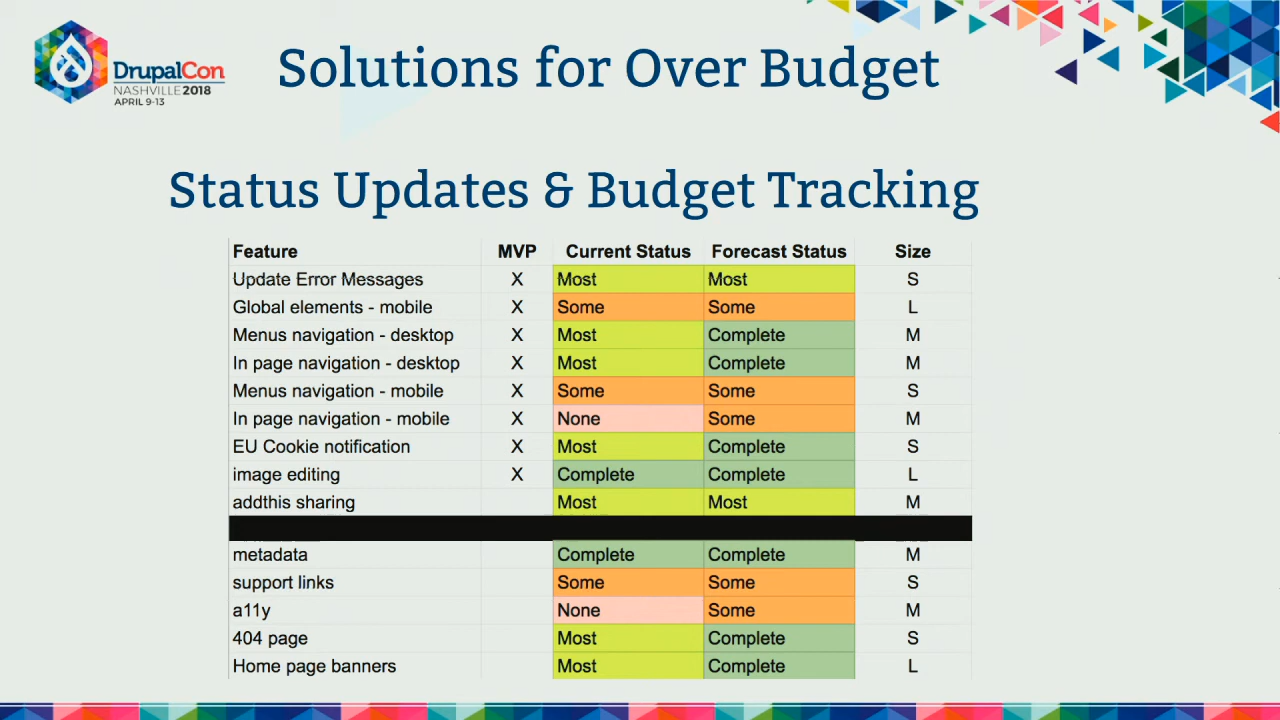 DrupalCon
NASHVILLE 2018
APRIL 9-13
Solutions for Over Budget
Status Updates & Budget Tracking
Feature MVP Current Status Forecast Status Size
Update Error Messages X Most Most S
Global elements - mobile X Some Some L
Menus navigation - desktop X Most Complete M
In page navigation - desktop X Most Complete M
Menus navigation - mobile X Some Some S
In page navigation - mobile X None Some M
EU Cookie notification X Most Complete S
image editing X Complete Complete L
addthis sharing Most Most M
metadata Complete Complete M
support links Some Some S
a11y None Some M
404 page Most Complete S
Home page banners Most Complete L